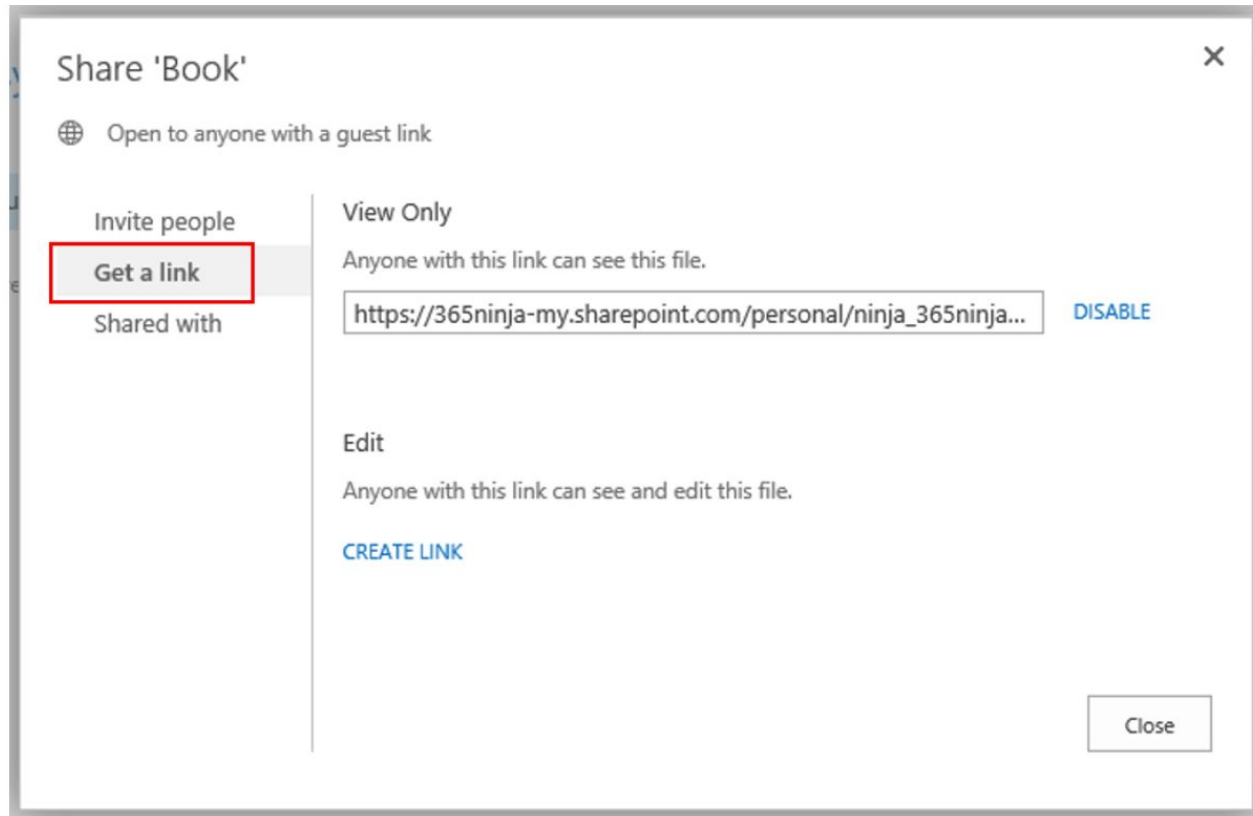 Share 'Book'
Open to anyone with a guest link
Invite people
Get a link
Shared with
View Only
Anyone with this link can see this file.
https://365ninja-my.sharepoint.com/personal/ninja_365ninja...
DISABLE
Edit
Anyone with this link can see and edit this file.
CREATE LINK
Close